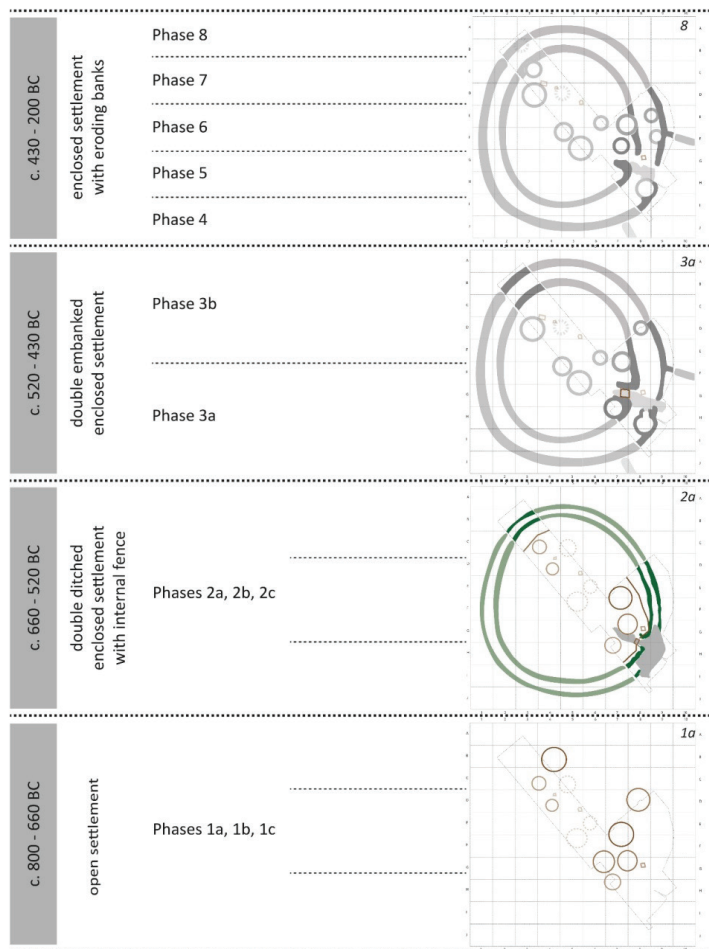 c. 430 - 200 BC
enclosed settlement
with eroding banks
Phase 8
Phase 7
Phase 6
Phase 5
Phase 4
8
c. 520 - 430 BC
double embanked
enclosed settlement
Phase 3b
Phase 3a
3a
c. 660 - 520 BC
double ditched
enclosed settlement
with internal fence
Phases 2a, 2b, 2c
2a
c. 800 - 660 BC
open settlement
Phases 1a, 1b, 1c
1a